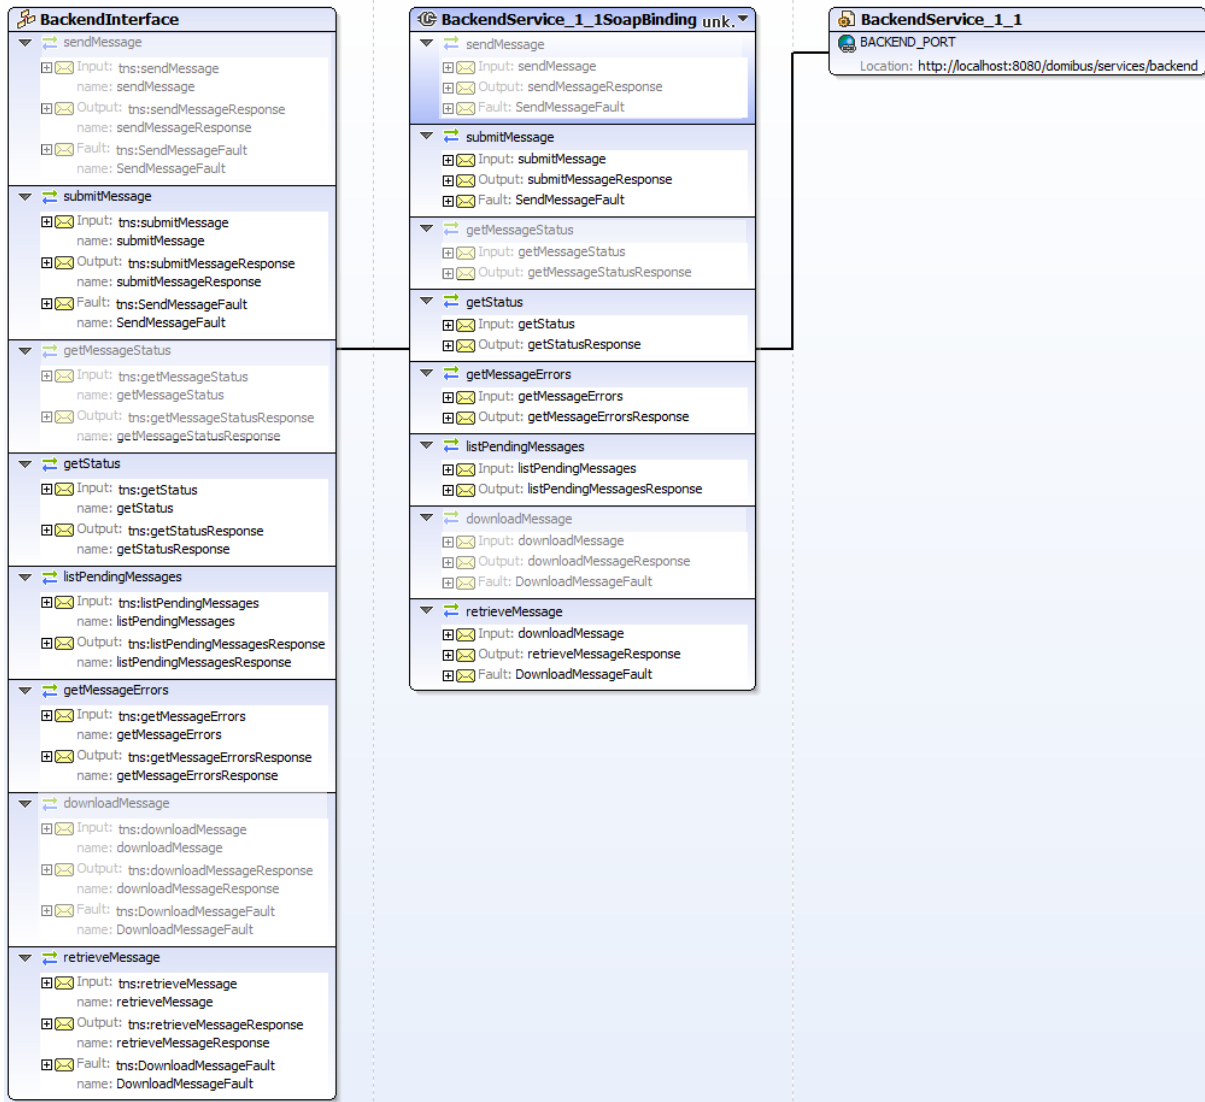 BackendInterface
sendMessage
Input: tns:sendMessage
name: sendMessage
Output: tns:sendMessageResponse
name: sendMessageResponse
Fault: tns:SendMessageFault
name: SendMessageFault
submitMessage
Input: tns:submitMessage
name: submitMessage
Output: tns:submitMessageResponse
name: submitMessageResponse
Fault: tns:SendMessageFault
name: SendMessageFault
getMessageStatus
Input: tns:getMessageStatus
name: getMessageStatus
Output: tns:getMessageStatusResponse
name: getMessageStatusResponse
getStatus
Input: tns:getStatus
name: getStatus
Output: tns:getStatusResponse
name: getStatusResponse
listPendingMessages
Input: tns:listPendingMessages
name: listPendingMessages
Output: tns:listPendingMessagesResponse
name: listPendingMessagesResponse
getMessageErrors
Input: tns:getMessageErrors
name: getMessageErrors
Output: tns:getMessageErrorsResponse
name: getMessageErrorsResponse
downloadMessage
Input: tns:downloadMessage
name: downloadMessage
Output: tns:downloadMessageResponse
name: downloadMessageResponse
Fault: tns:DownloadMessageFault
name: DownloadMessageFault
retrieveMessage
Input: tns:retrieveMessage
name: retrieveMessage
Output: tns:retrieveMessageResponse
name: retrieveMessageResponse
Fault: tns:DownloadMessageFault
name: DownloadMessageFault
BackendService_1_1SoapBinding unk.
sendMessage
Input: sendMessage
Output: sendMessageResponse
Fault: SendMessageFault
submitMessage
Input: submitMessage
Output: submitMessageResponse
Fault: SendMessageFault
getMessageStatus
Input: getMessageStatus
Output: getMessageStatusResponse
getStatus
Input: getStatus
Output: getStatusResponse
getMessageErrors
Input: getMessageErrors
Output: getMessageErrorsResponse
listPendingMessages
Input: listPendingMessages
Output: listPendingMessagesResponse
downloadMessage
Input: downloadMessage
Output: downloadMessageResponse
Fault: DownloadMessageFault
retrieveMessage
Input: downloadMessage
Output: retrieveMessageResponse
Fault: DownloadMessageFault
BackendService_1_1
BACKEND_PORT
Location: http://localhost:8080/domibus/services/backend